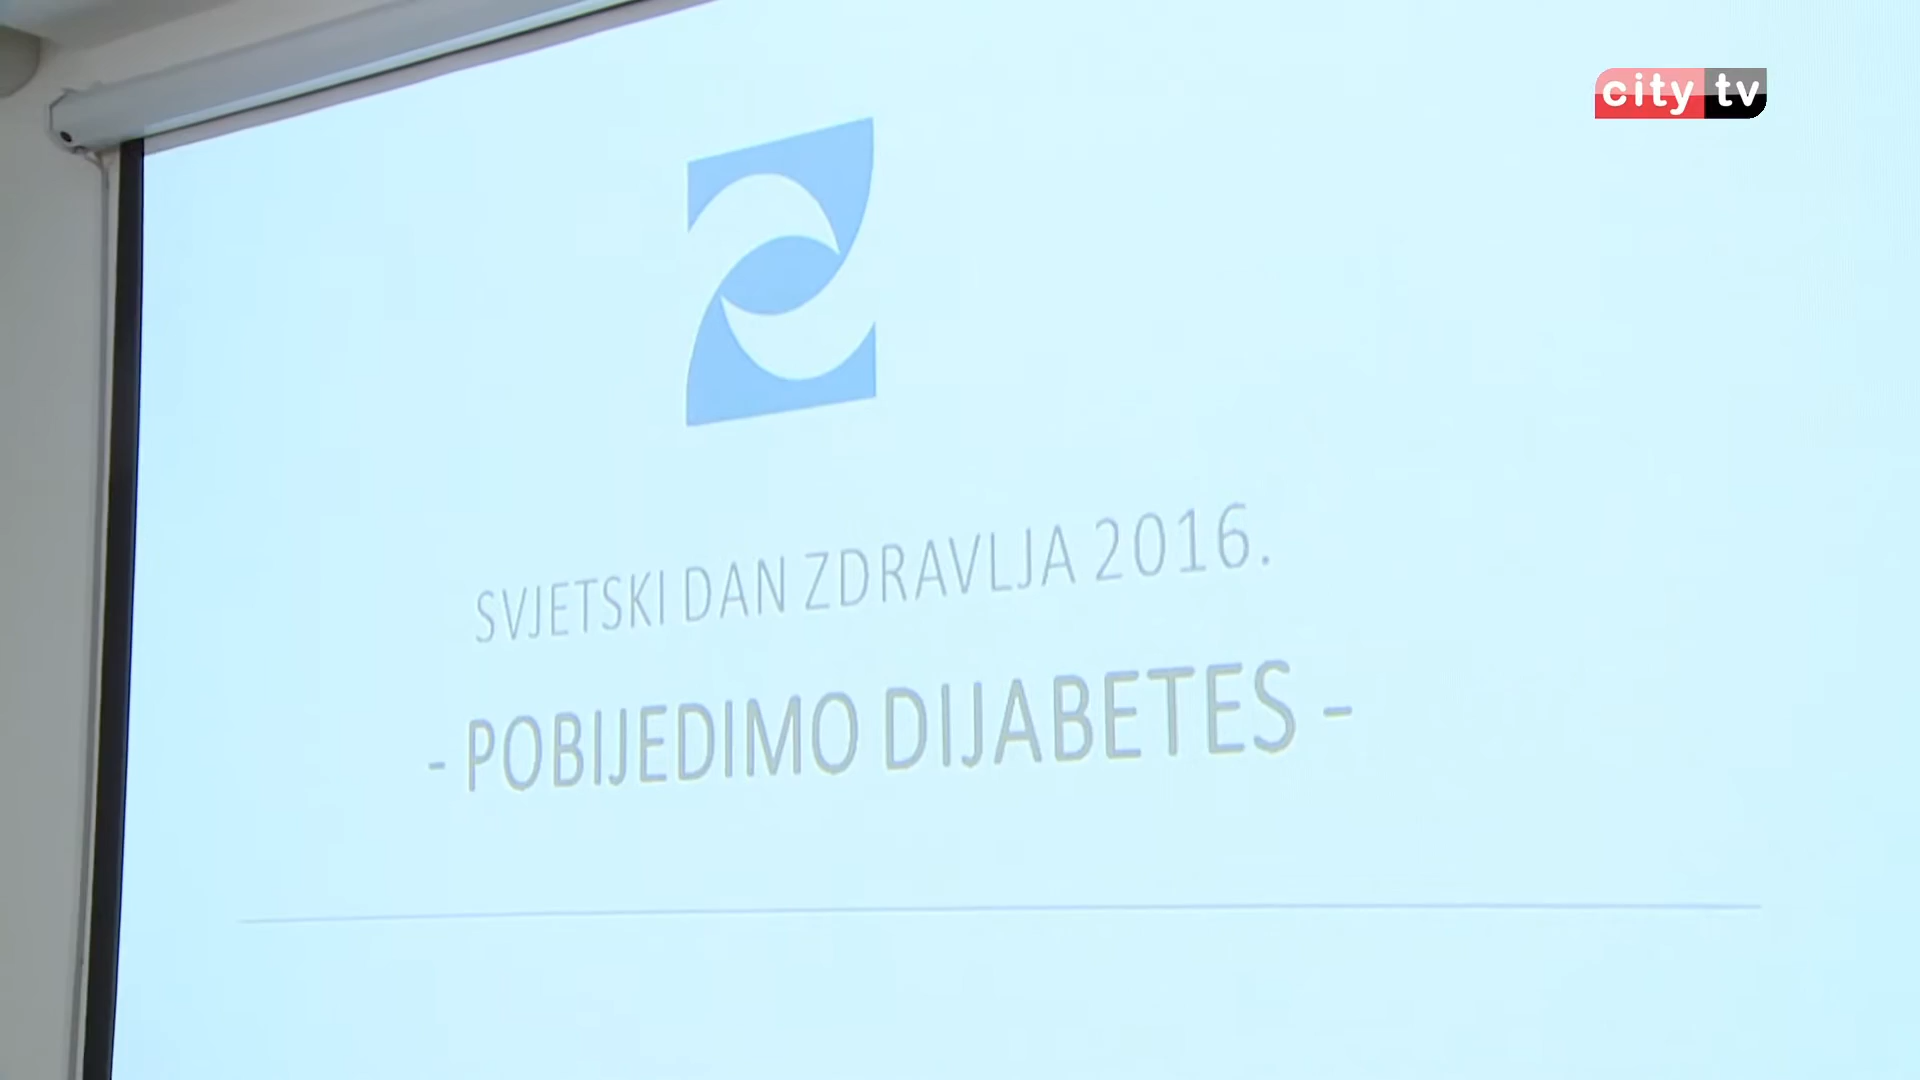 city tv
SVJETSKI DAN ZDRAVLJA 2016.
- POBIJEDIMO DIJABETES -